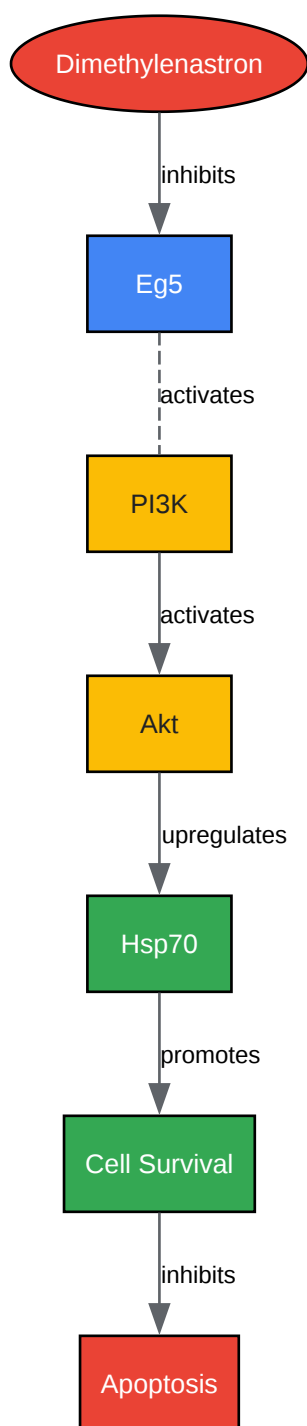 Dimethylenastron
inhibits
Eg5
activates
PI3K
activates
Akt
upregulates
Hsp70
promotes
Cell Survival
inhibits
Apoptosis